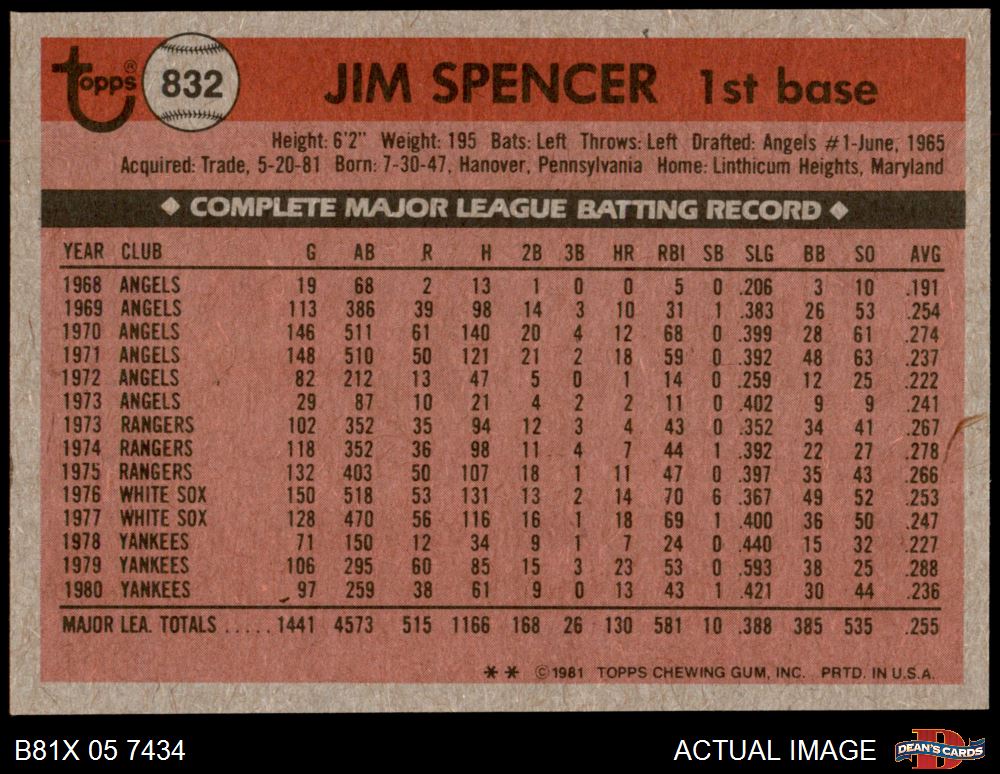 Topps® 832 JIM SPENCER 1st base
Height: 6'2" Weight: 195 Bats: Left Throws: Left Drafted: Angels #1-June, 1965
Acquired: Trade, 5-20-81 Born: 7-30-47, Hanover, Pennsylvania Home: Linthicum Heights, Maryland
◆ COMPLETE MAJOR LEAGUE BATTING RECORD ◆
YEAR CLUB G AB R H 2B 3B HR RBI SB SLG BB SO AVG
1968 ANGELS 19 68 2 13 1 0 0 5 0 .206 3 10 .191
1969 ANGELS 113 386 39 98 14 3 10 31 1 .383 26 53 .254
1970 ANGELS 146 511 61 140 20 4 12 68 0 .399 28 61 .274
1971 ANGELS 148 510 50 121 21 2 18 59 0 .392 48 63 .237
1972 ANGELS 82 212 13 47 5 0 1 14 0 .259 12 25 .222
1973 ANGELS 29 87 10 21 4 2 2 11 0 .402 9 9 .241
1973 RANGERS 102 352 35 94 12 3 4 43 0 .352 34 41 .267
1974 RANGERS 118 352 36 98 11 4 7 44 1 .392 22 27 .278
1975 RANGERS 132 403 50 107 18 1 11 47 0 .397 35 43 .266
1976 WHITE SOX 150 518 53 131 13 2 14 70 6 .367 49 52 .253
1977 WHITE SOX 128 470 56 116 16 1 18 69 1 .400 36 50 .247
1978 YANKEES 71 150 12 34 9 1 7 24 0 .440 15 32 .227
1979 YANKEES 106 295 60 85 15 3 23 53 0 .593 38 25 .288
1980 YANKEES 97 259 38 61 9 0 13 43 1 .421 30 44 .236
MAJOR LEA. TOTALS ..... 1441 4573 515 1166 168 26 130 581 10 .388 385 535 .255
** ©1981 TOPPS CHEWING GUM, INC. PRTD. IN U.S.A.
B81X 05 7434 ACTUAL IMAGE D DEAN'S CARDS